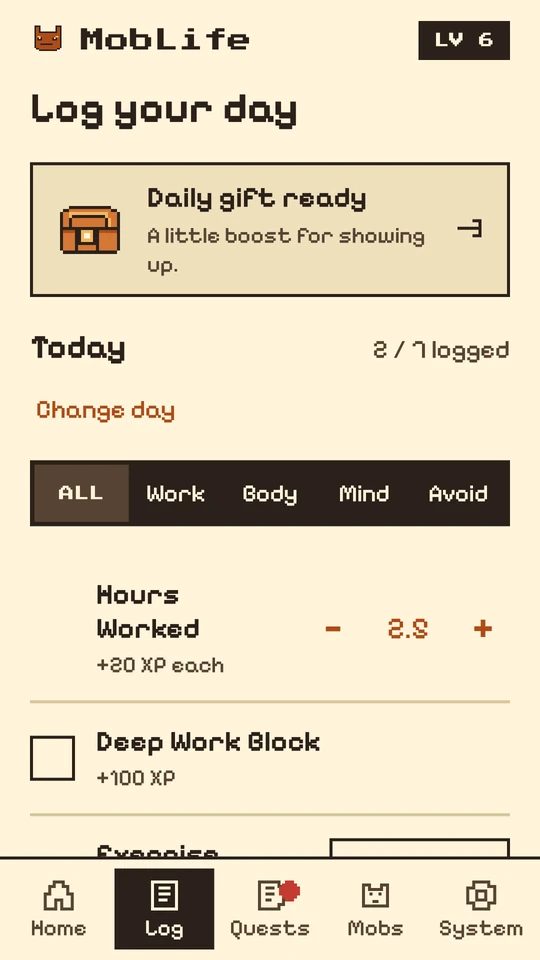 MobLife
LV 6
Log your day
Daily gift ready
A little boost for showing
up.
Today
2 / 7 logged
Change day
ALL
Work
Body
Mind
Avoid
Hours
Worked
- 2.5 +
+20 XP each
Deep Work Block
+100 XP
Exercise
Home
Log
Quests
Mobs
System